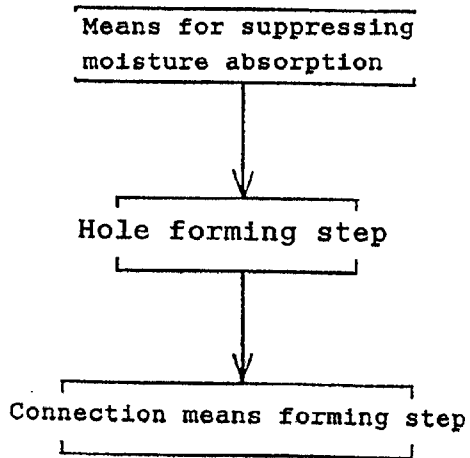 Means for suppressing
moisture absorption
Hole forming step
Connection means forming step